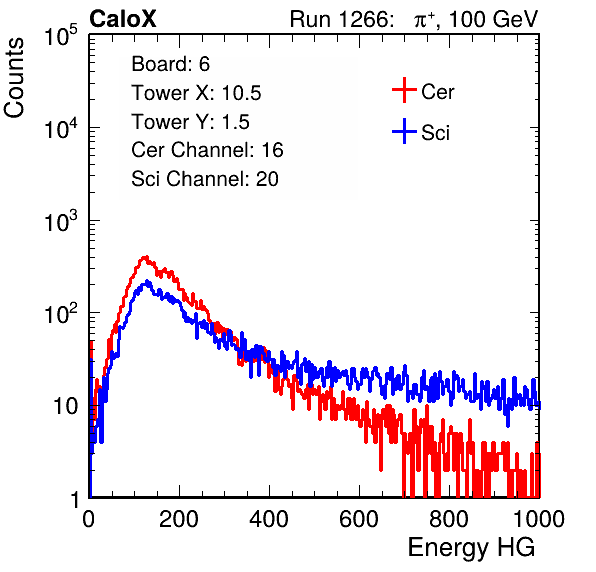 CaloX Run 1266: π⁺, 100 GeV
Counts
10⁵
10⁴
10³
10²
10
1
Board: 6
Tower X: 10.5
Tower Y: 1.5
Cer Channel: 16
Sci Channel: 20
Cer
Sci
0 200 400 600 800 1000
Energy HG